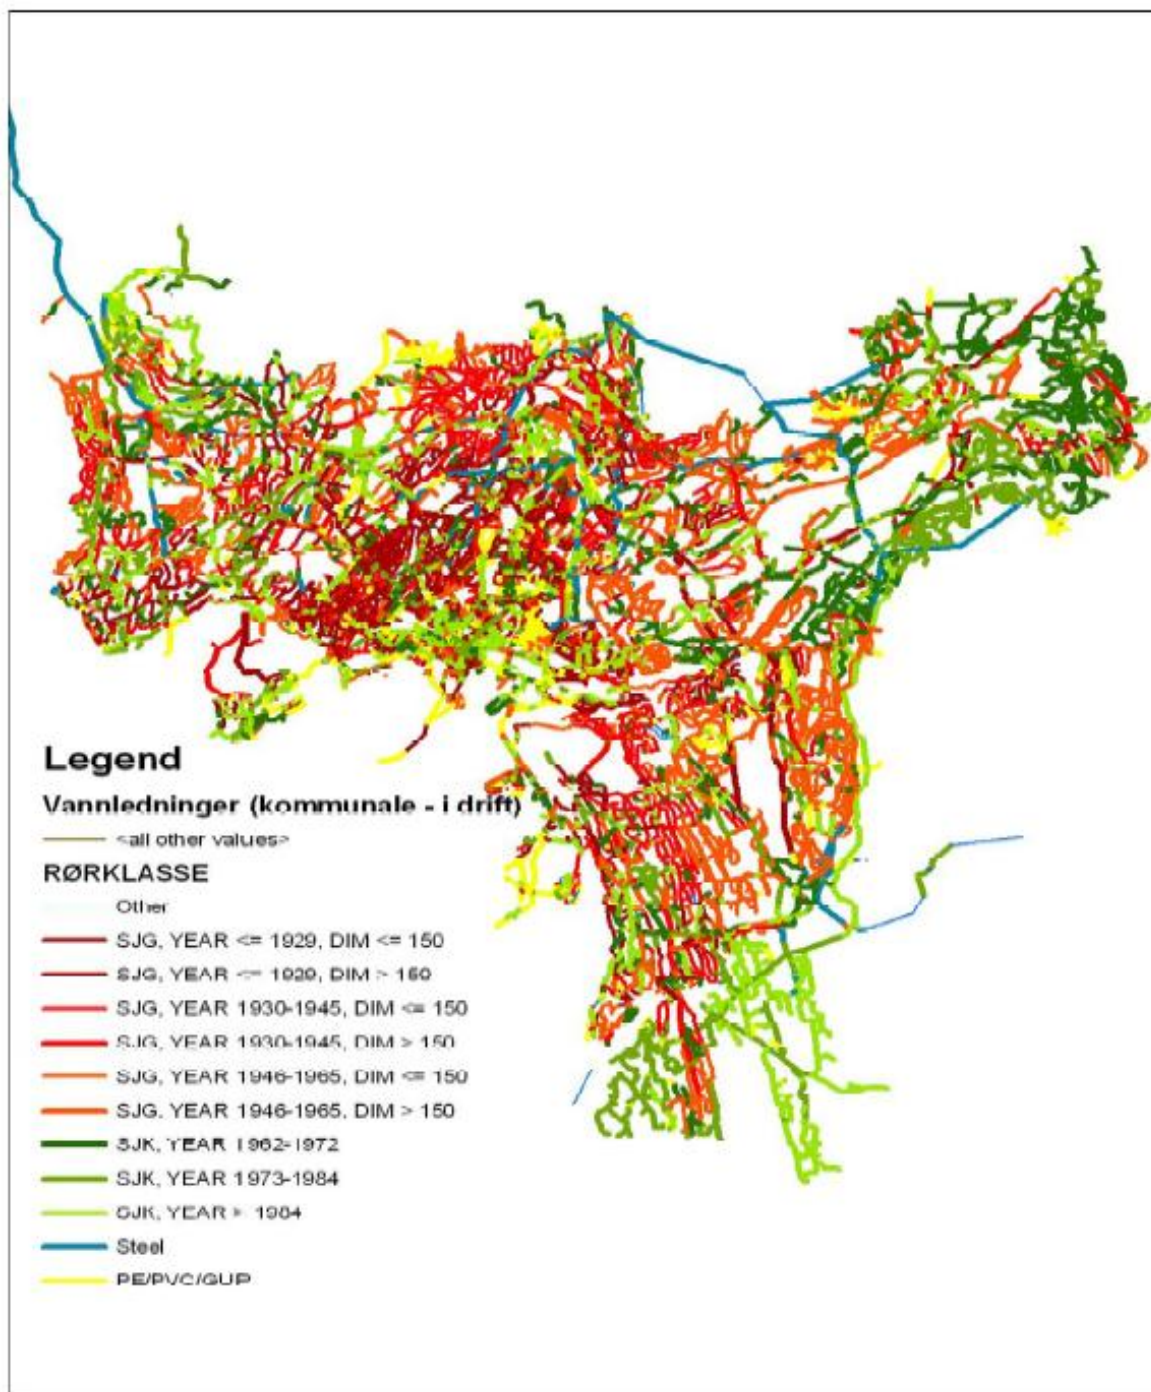 Legend
Vannledninger (kommunale - i drift)
<all other values>
RØRKLASSE
Other
SJG, YEAR <= 1929, DIM <= 150
SJG, YEAR <= 1929, DIM > 150
SJG, YEAR 1930-1945, DIM <= 150
SJG, YEAR 1930-1945, DIM > 150
SJG, YEAR 1946-1965, DIM <= 150
SJG, YEAR 1946-1965, DIM > 150
SJK, YEAR 1962-1972
SJK, YEAR 1973-1984
SJK, YEAR > 1984
Steel
PE/PVC/GUP